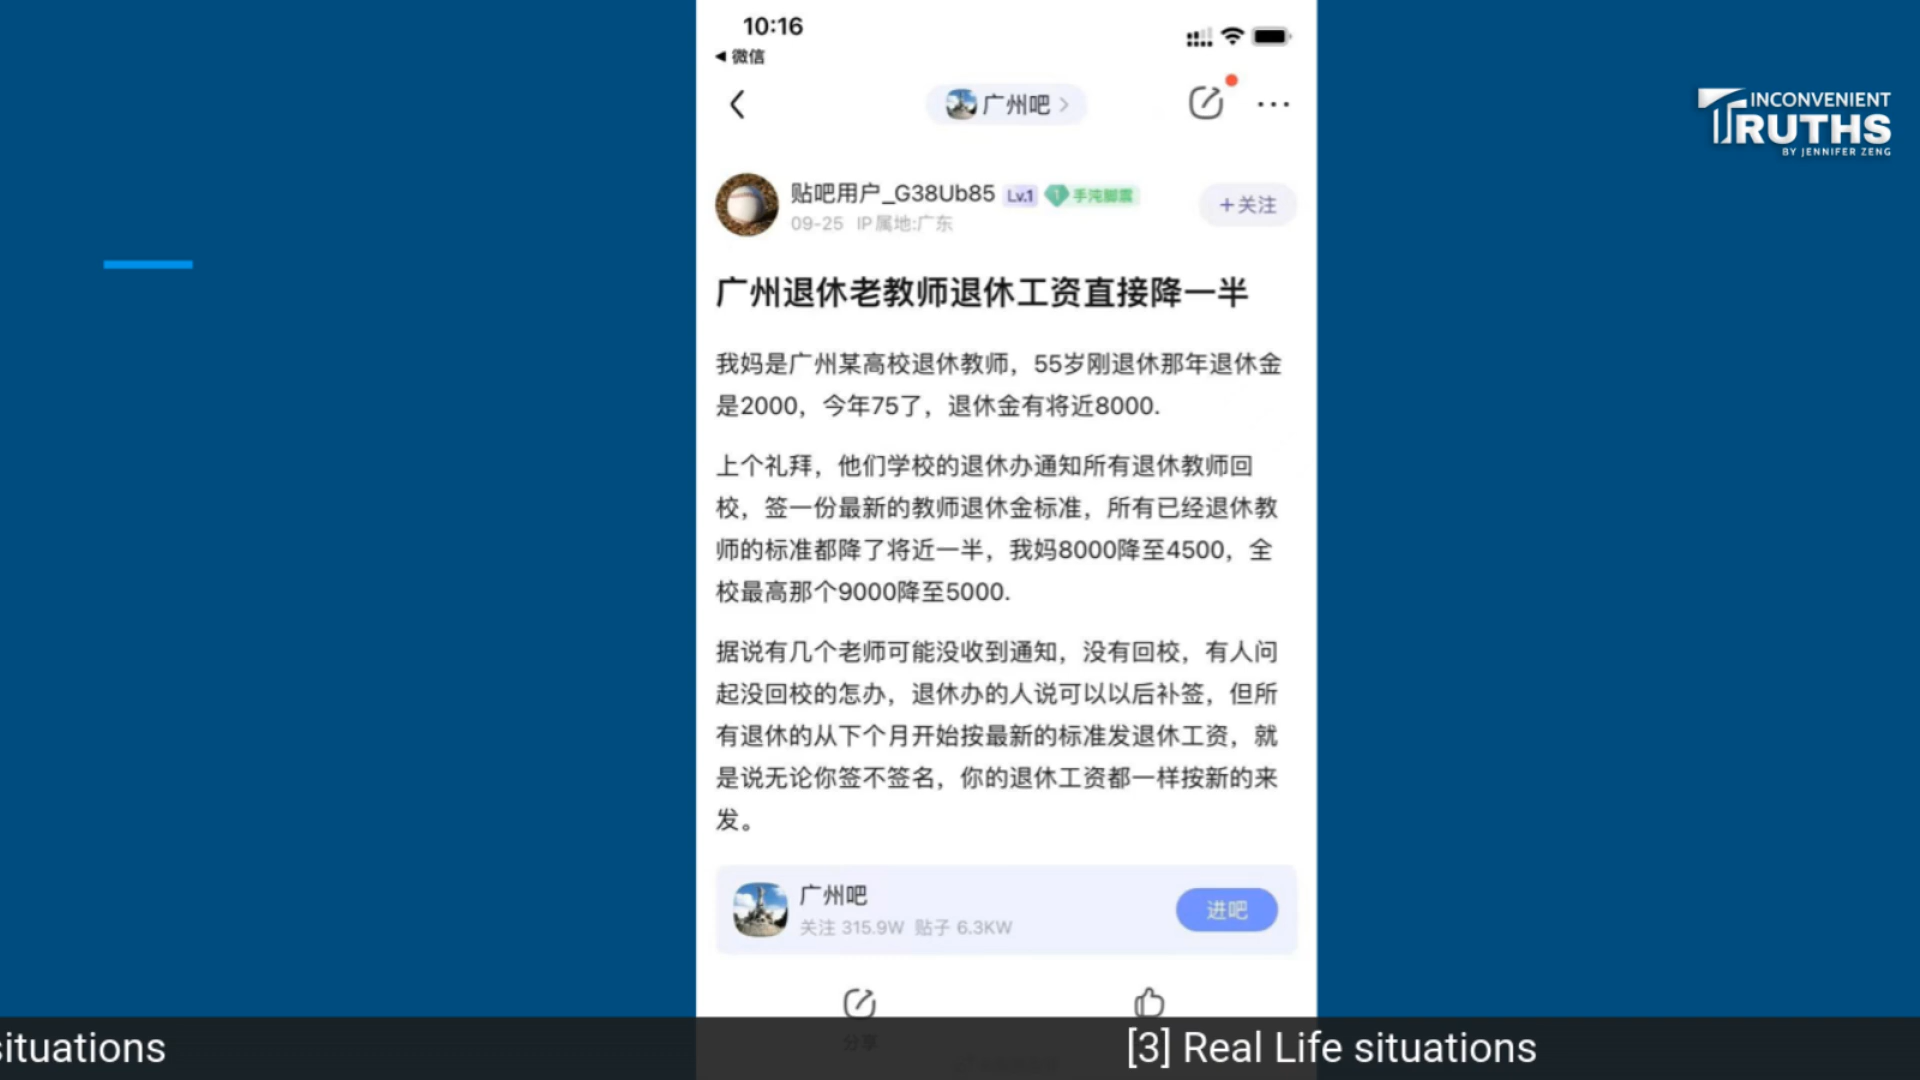 10:16
微信
广州吧
INCONVENIENT
TRUTHS
BY JENNIFER ZENG
贴吧用户_G38Ub85 Lv.1 1 手沌脚震
09-25 IP属地:广东
+关注
广州退休老教师退休工资直接降一半
我妈是广州某高校退休教师，55岁刚退休那年退休金
是2000，今年75了，退休金有将近8000.
上个礼拜，他们学校的退休办通知所有退休教师回
校，签一份最新的教师退休金标准，所有已经退休教
师的标准都降了将近一半，我妈8000降至4500，全
校最高那个9000降至5000.
据说有几个老师可能没收到通知，没有回校，有人问
起没回校的怎办，退休办的人说可以以后补签，但所
有退休的从下个月开始按最新的标准发退休工资，就
是说无论你签不签名，你的退休工资都一样按新的来
发。
广州吧
关注 315.9W 贴子 6.3KW
进吧
分享
situations
[3] Real Life situations